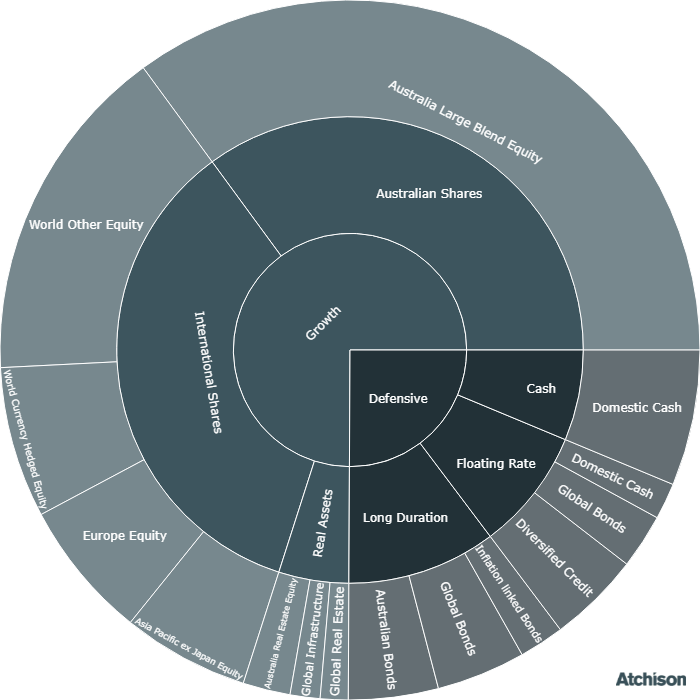 Growth
Defensive
Australian Shares
International Shares
Real Assets
Cash
Floating Rate
Long Duration
Australia Large Blend Equity
World Other Equity
World Currency Hedged Equity
Europe Equity
Asia Pacific ex Japan Equity
Australia Real Estate Equity
Global Infrastructure
Global Real Estate
Australian Bonds
Global Bonds
Inflation linked Bonds
Diversified Credit
Global Bonds
Domestic Cash
Domestic Cash
Atchison